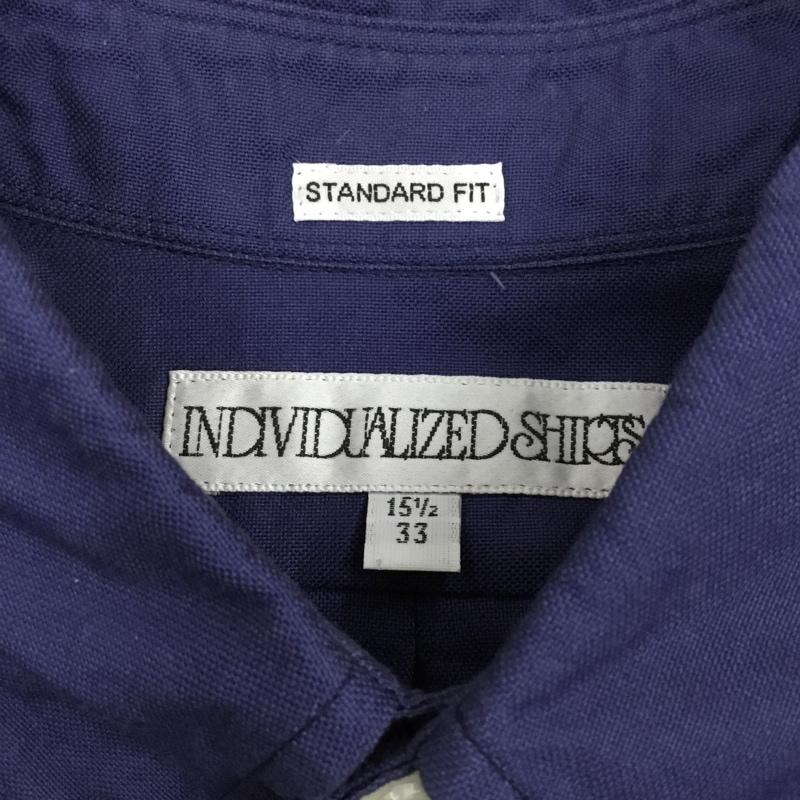 STANDARD FIT
INDIVIDUALIZED SHIRTS
15½
33